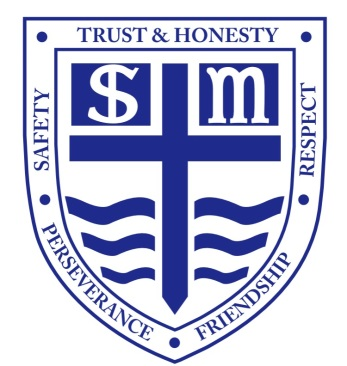 TRUST & HONESTY
S m
SAFETY
RESPECT
PERSEVERANCE
FRIENDSHIP